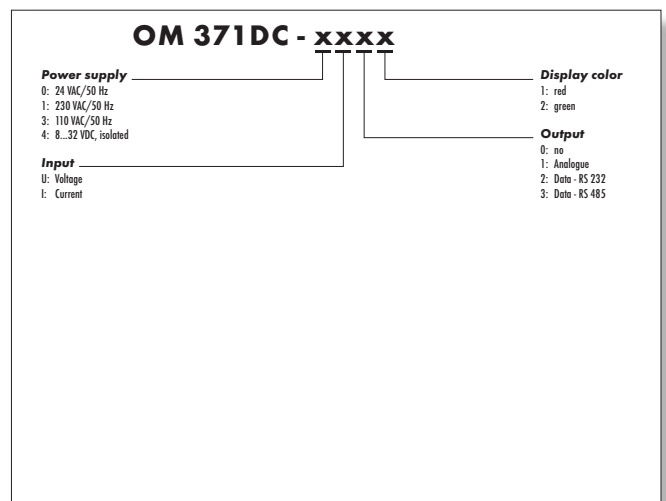 OM 371DC - xxxx
Power supply
0: 24 VAC/50 Hz
1: 230 VAC/50 Hz
3: 110 VAC/50 Hz
4: 8...32 VDC, isolated
Input
U: Voltage
I: Current
Display color
1: red
2: green
Output
0: no
1: Analogue
2: Data - RS 232
3: Data - RS 485